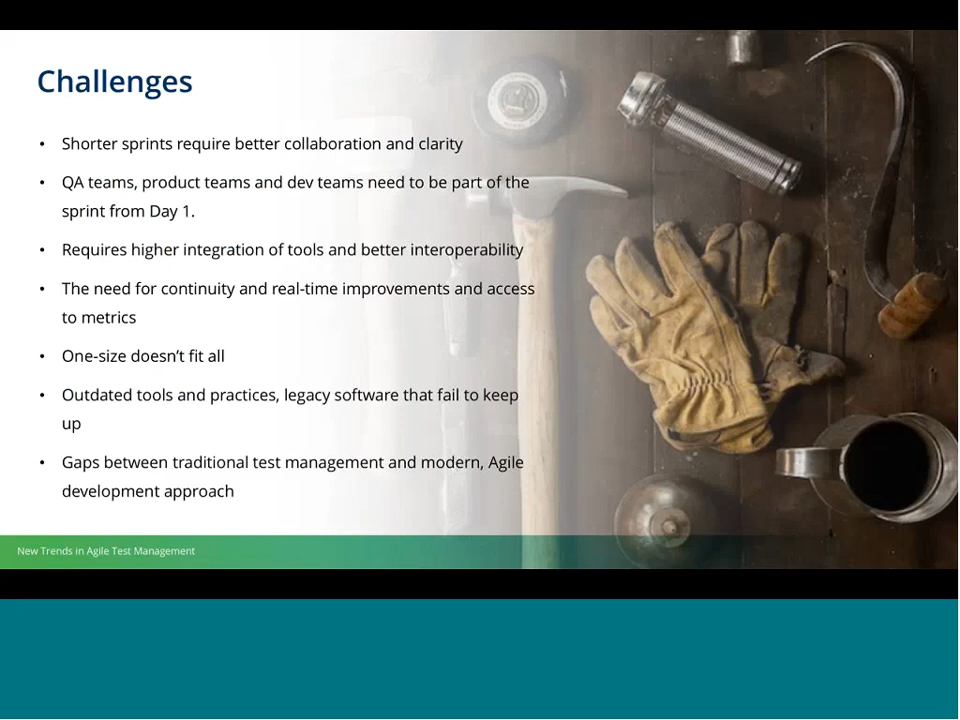 Challenges
• Shorter sprints require better collaboration and clarity
• QA teams, product teams and dev teams need to be part of the
sprint from Day 1.
• Requires higher integration of tools and better interoperability
• The need for continuity and real-time improvements and access
to metrics
• One-size doesn’t fit all
• Outdated tools and practices, legacy software that fail to keep
up
• Gaps between traditional test management and modern, Agile
development approach
New Trends in Agile Test Management